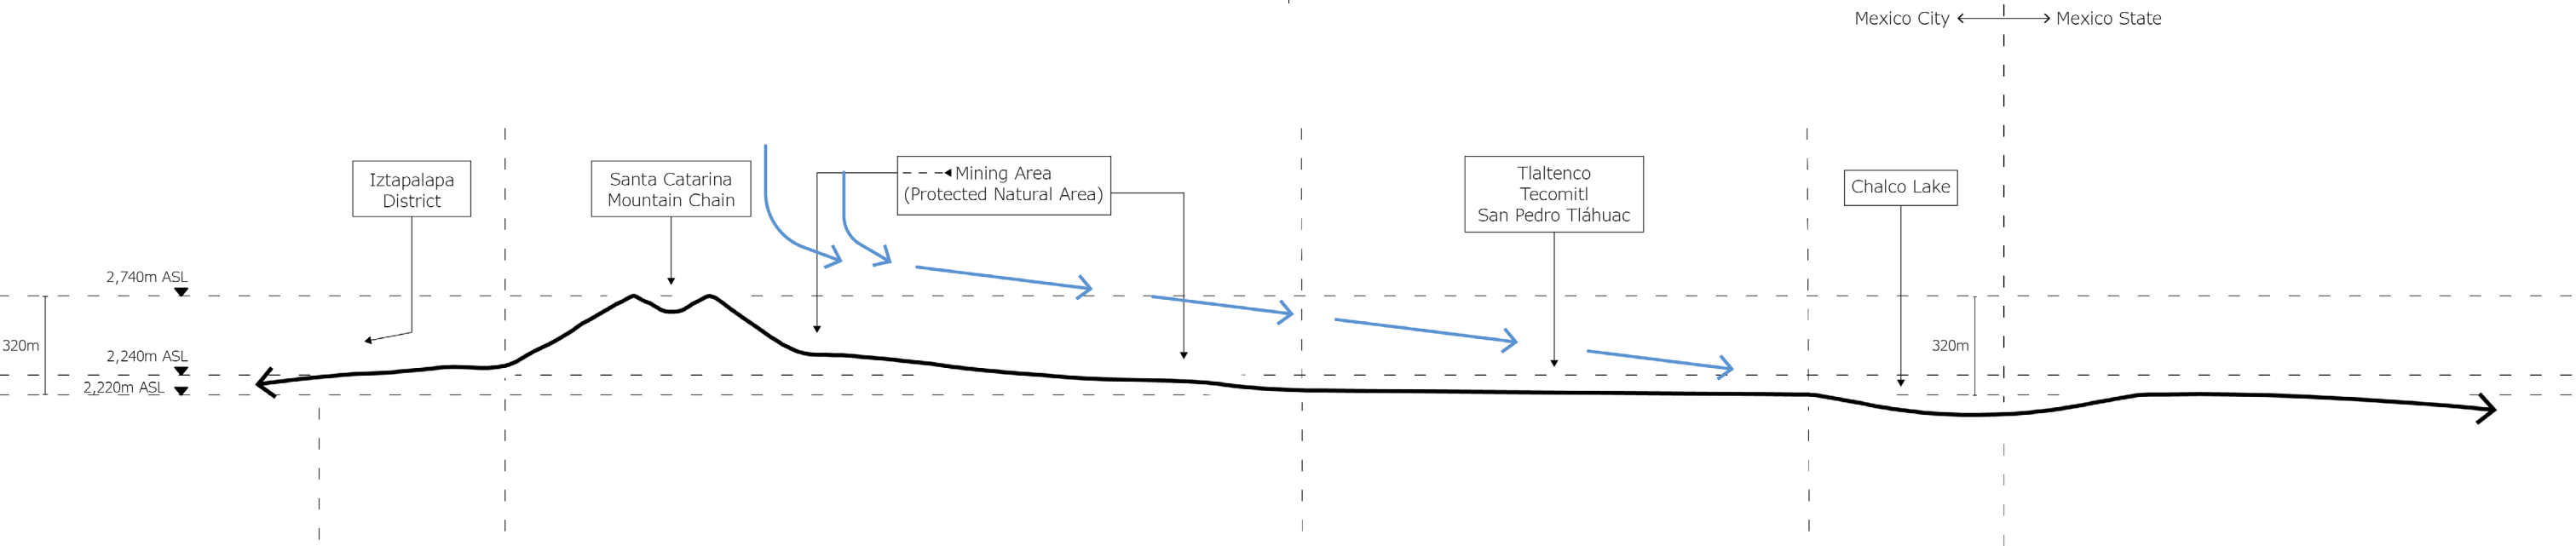 Mexico City
Mexico State
Iztapalapa
District
Santa Catarina
Mountain Chain
Mining Area
(Protected Natural Area)
Tlaltenco
Tecomitl
San Pedro Tláhuac
Chalco Lake
2,740m ASL
320m
2,240m ASL
2,220m ASL
320m